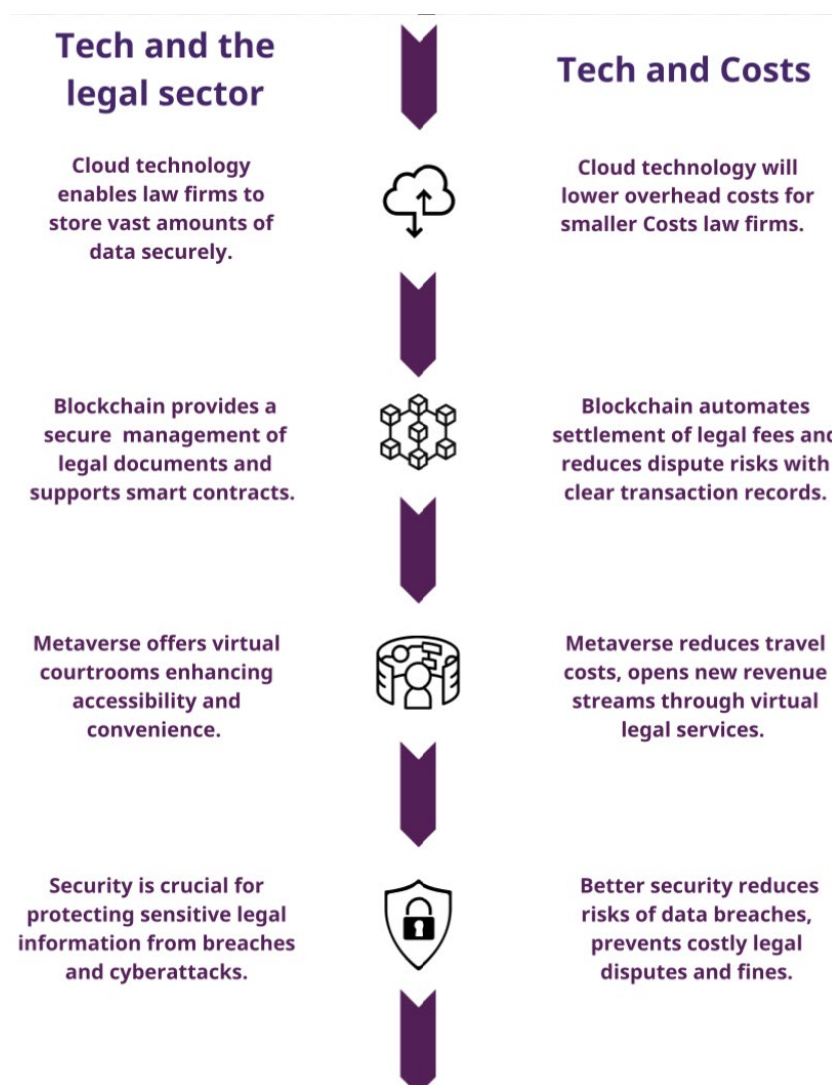 Tech and the
legal sector
Tech and Costs
Cloud technology
enables law firms to
store vast amounts of
data securely.
Cloud technology will
lower overhead costs for
smaller Costs law firms.
Blockchain provides a
secure  management of
legal documents and
supports smart contracts.
Blockchain automates
settlement of legal fees and
reduces dispute risks with
clear transaction records.
Metaverse offers virtual
courtrooms enhancing
accessibility and
convenience.
Metaverse reduces travel
costs, opens new revenue
streams through virtual
legal services.
Security is crucial for
protecting sensitive legal
information from breaches
and cyberattacks.
Better security reduces
risks of data breaches,
prevents costly legal
disputes and fines.